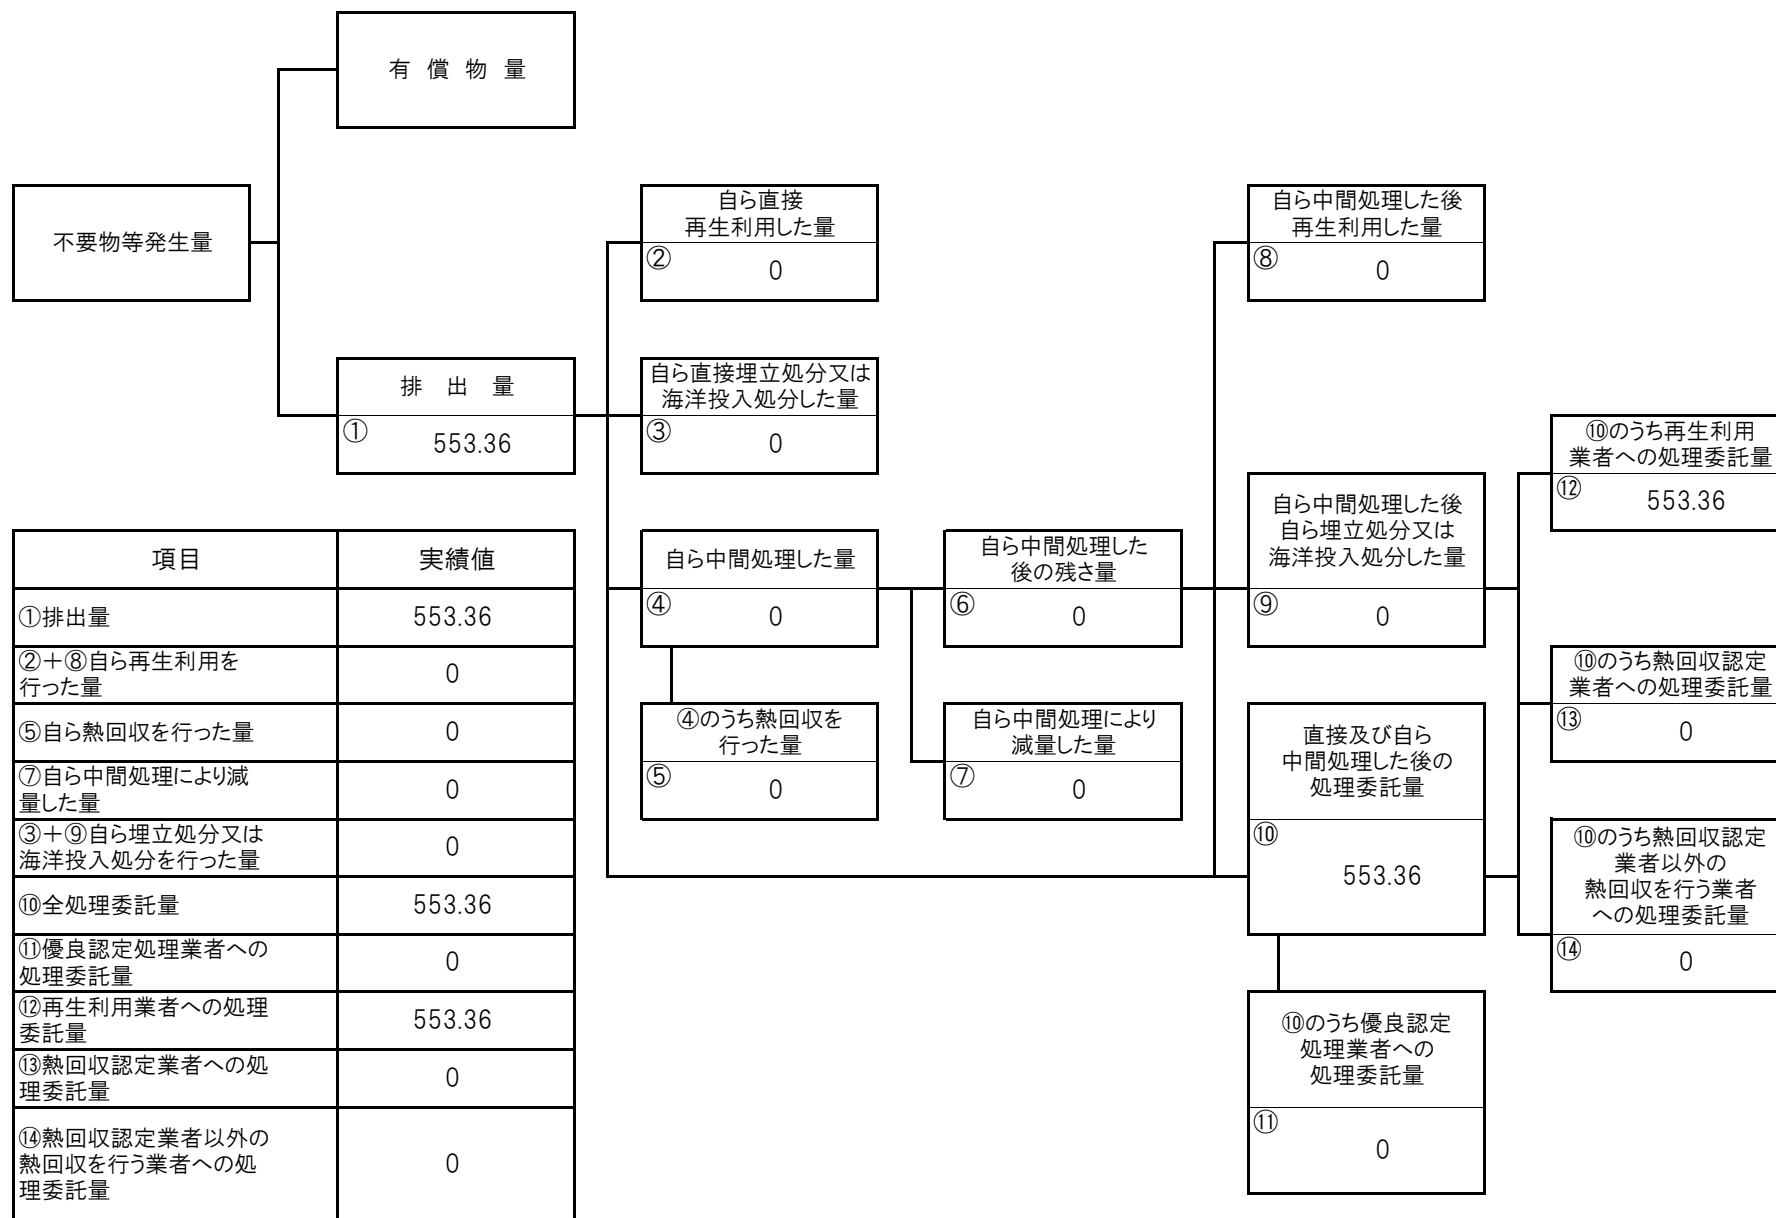 有 償 物 量
不要物等発生量
自ら直接
再生利用した量
②
0
自ら中間処理した後
再生利用した量
⑧
0
排 出 量
①
553.36
自ら直接埋立処分又は
海洋投入処分した量
③
0
⑩のうち再生利用
業者への処理委託量
⑫
553.36
自ら中間処理した量
④
0
自ら中間処理した
後の残さ量
⑥
0
自ら中間処理した後
自ら埋立処分又は
海洋投入処分した量
⑨
0
⑩のうち熱回収認定
業者への処理委託量
⑬
0
④のうち熱回収を
行った量
⑤
0
自ら中間処理により
減量した量
⑦
0
直接及び自ら
中間処理した後の
処理委託量
⑩
553.36
⑩のうち熱回収認定
業者以外の
熱回収を行う業者
への処理委託量
⑭
0
⑩のうち優良認定
処理業者への
処理委託量
⑪
0
項目 実績値
①排出量 553.36
②＋⑧自ら再生利用を
行った量 0
⑤自ら熱回収を行った量 0
⑦自ら中間処理により減
量した量 0
③＋⑨自ら埋立処分又は
海洋投入処分を行った量 0
⑩全処理委託量 553.36
⑪優良認定処理業者への
処理委託量 0
⑫再生利用業者への処理
委託量 553.36
⑬熱回収認定業者への処
理委託量 0
⑭熱回収認定業者以外の
熱回収を行う業者への処
理委託量 0